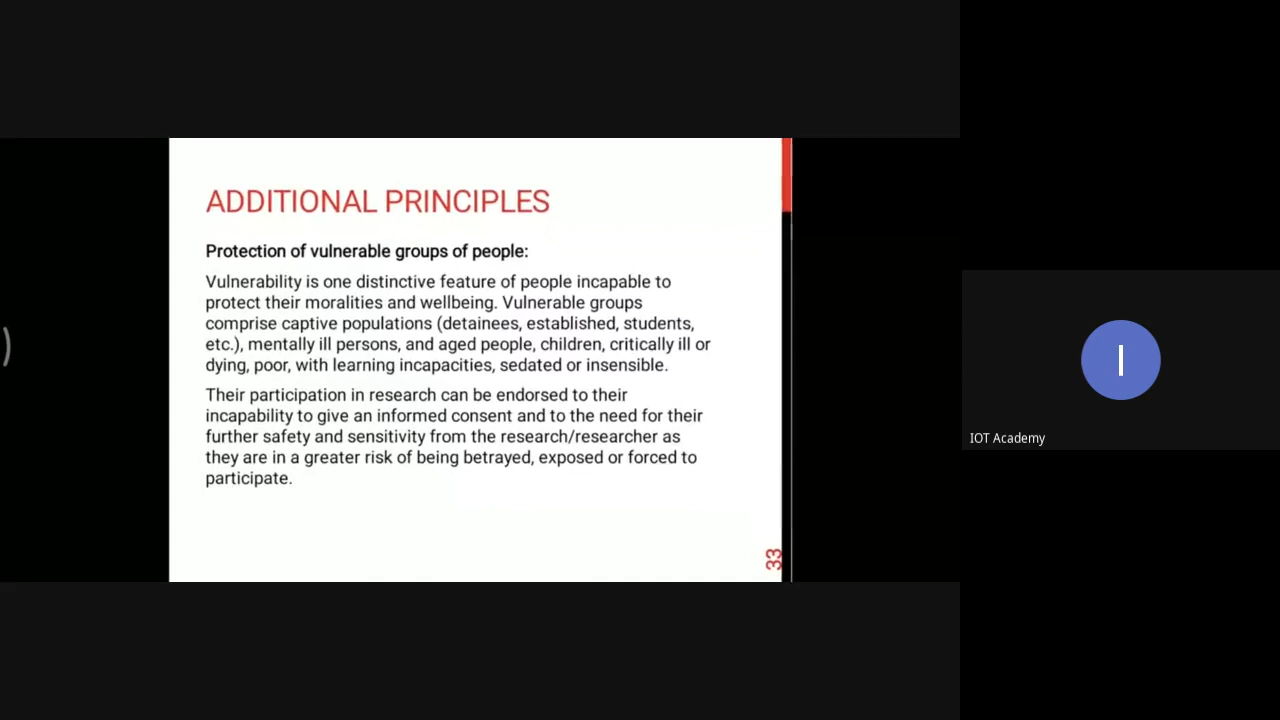 ADDITIONAL PRINCIPLES
Protection of vulnerable groups of people:
Vulnerability is one distinctive feature of people incapable to
protect their moralities and wellbeing. Vulnerable groups
comprise captive populations (detainees, established, students,
etc.), mentally ill persons, and aged people, children, critically ill or
dying, poor, with learning incapacities, sedated or insensible.
Their participation in research can be endorsed to their
incapability to give an informed consent and to the need for their
further safety and sensitivity from the research/researcher as
they are in a greater risk of being betrayed, exposed or forced to
participate.
33
I
IOT Academy